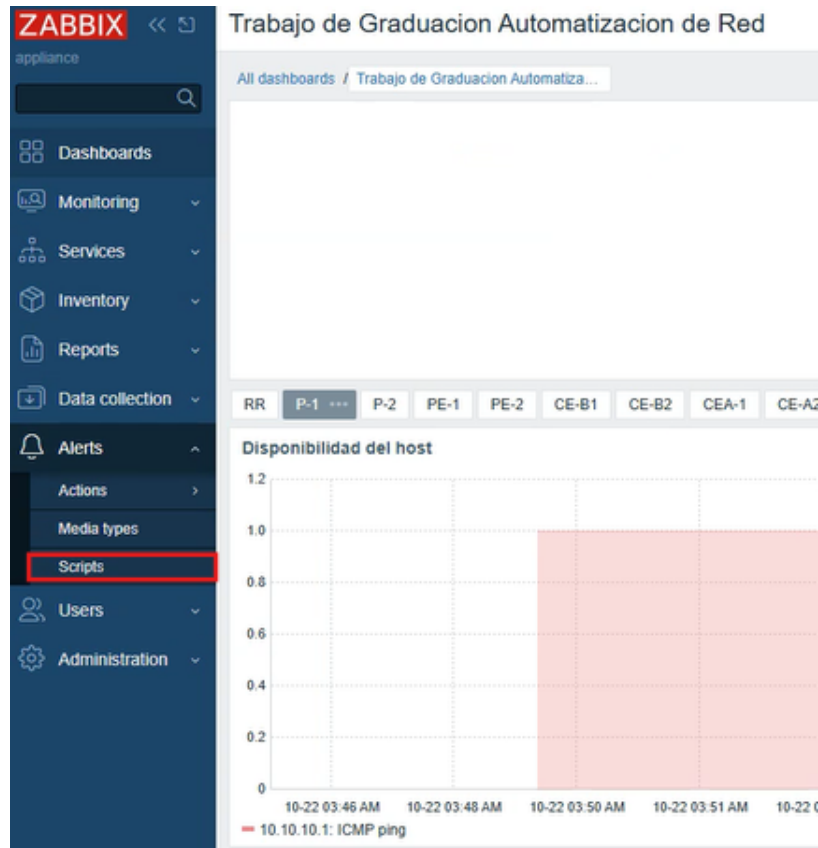 ZABBIX
appliance
Dashboards
Monitoring
Services
Inventory
Reports
Data collection
Alerts
Actions
Media types
Scripts
Users
Administration
Trabajo de Graduacion Automatizacion de Red
All dashboards / Trabajo de Graduacion Automatiza...
RR P-1 ••• P-2 PE-1 PE-2 CE-B1 CE-B2 CEA-1 CE-A2
Disponibilidad del host
1.2
1.0
0.8
0.6
0.4
0.2
0
10-22 03:46 AM 10-22 03:48 AM 10-22 03:50 AM 10-22 03:51 AM 10-22
10.10.10.1: ICMP ping